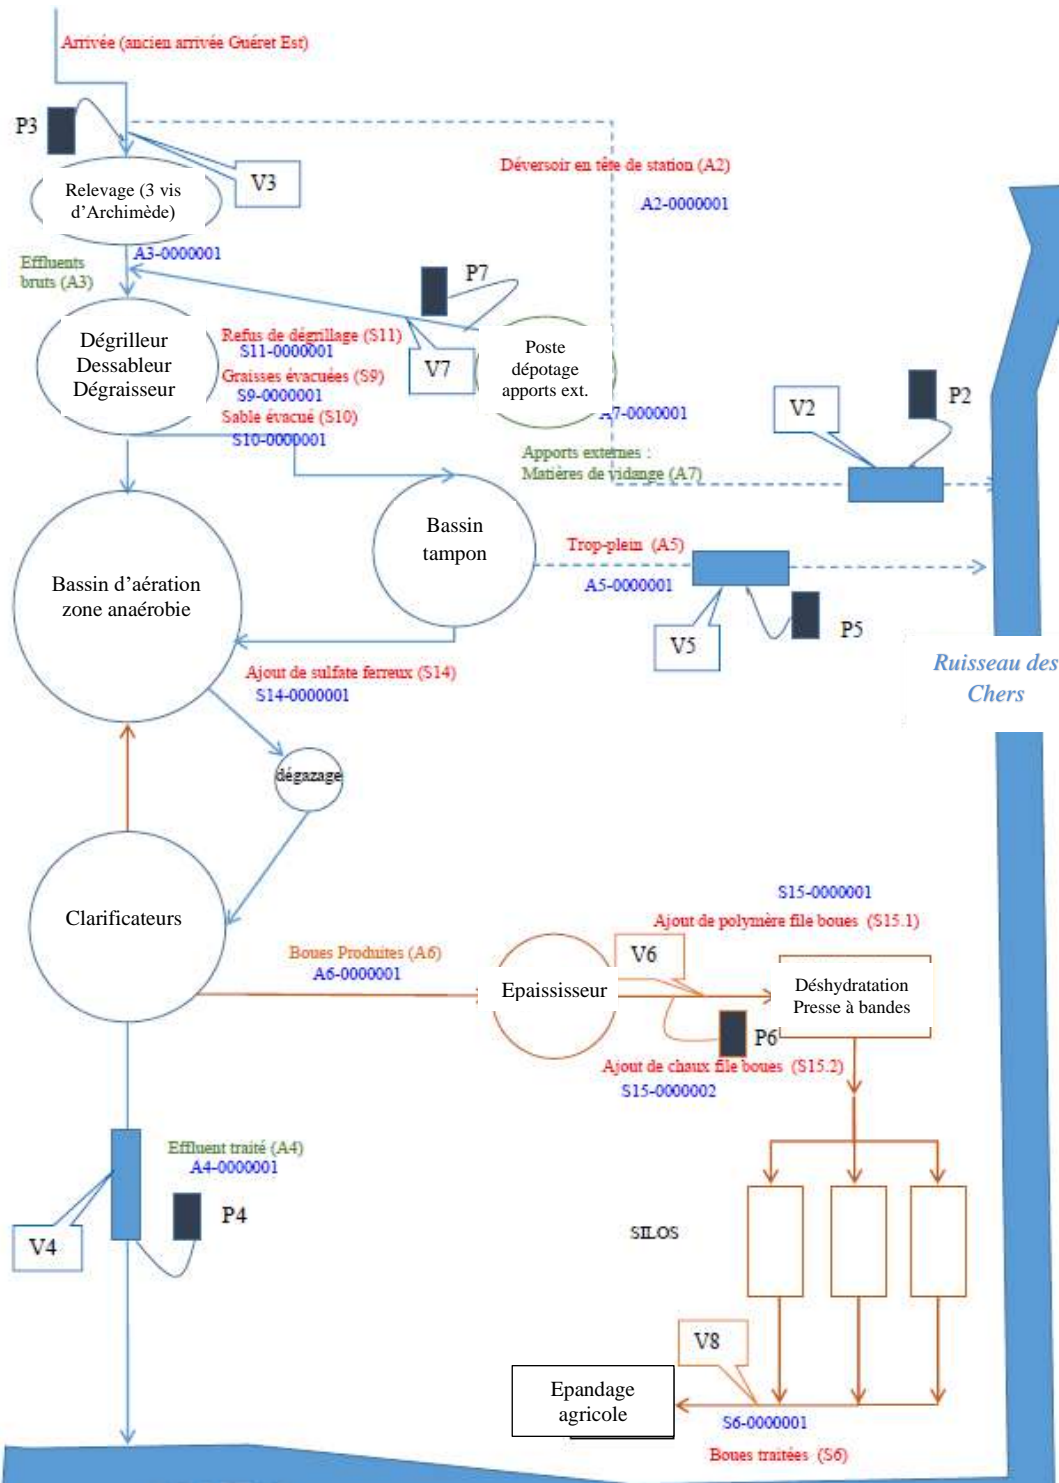 Arrivée (ancien arrivée Guéret Est)
P3
V3
Déversoir en tête de station (A2)
A2-0000001
Relevage (3 vis
d'Archimède)
A3-0000001
Effluents
bruts (A3)
P7
Dégrilleur
Dessableur
Dégraisseur
Refus de dégrillage (S11)
S11-0000001
Graisses évacuées (S9)
S9-0000001
Sable évacué (S10)
S10-0000001
V7
Poste
dépotage
apports ext.
A7-0000001
Apports externes :
Matières de vidange (A7)
V2
P2
Bassin
tampon
Trop-plein (A5)
A5-0000001
V5
P5
Bassin d'aération
zone anaérobie
Ruisseau des
Chers
Ajout de sulfate ferreux (S14)
S14-0000001
dégazage
Clarificateurs
S15-0000001
Ajout de polymère file boues (S15.1)
Boues Produites (A6)
A6-0000001
V6
Epaississeur
Déshydratation
Presse à bandes
P6
Ajout de chaux file boues (S15.2)
S15-0000002
Effluent traité (A4)
A4-0000001
P4
V4
SILOS
V8
Epandage
agricole
S6-0000001
Boues traitées (S6)